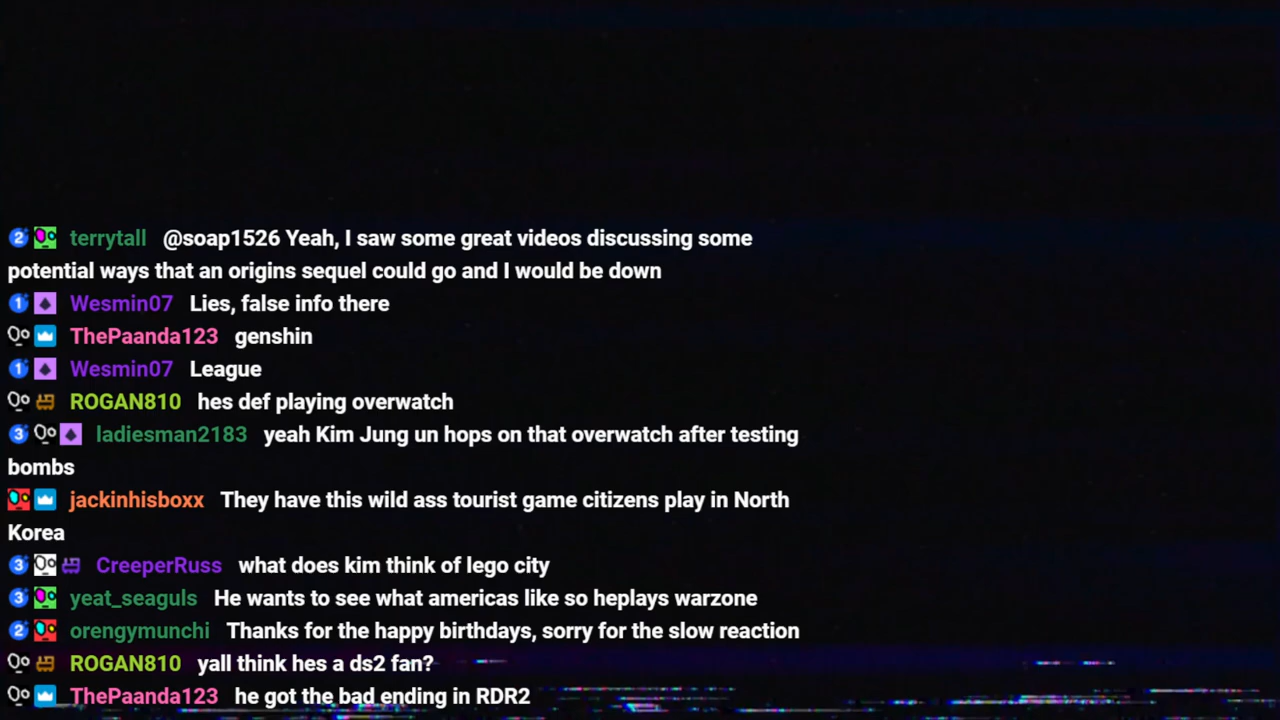 terrytall @soap1526 Yeah, I saw some great videos discussing some
potential ways that an origins sequel could go and I would be down
Wesmin07 Lies, false info there
ThePaanda123 genshin
Wesmin07 League
ROGAN810 hes def playing overwatch
ladiesman2183 yeah Kim Jung un hops on that overwatch after testing
bombs
jackinhisboxx They have this wild ass tourist game citizens play in North
Korea
CreeperRuss what does kim think of lego city
yeat_seaguls He wants to see what americas like so heplays warzone
orengymunchi Thanks for the happy birthdays, sorry for the slow reaction
ROGAN810 yall think hes a ds2 fan?
ThePaanda123 he got the bad ending in RDR2